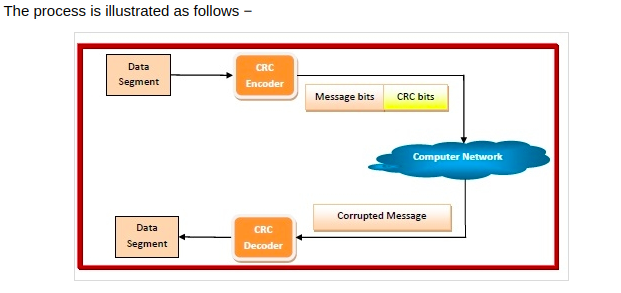 The process is illustrated as follows −
Data
Segment
CRC
Encoder
Message bits
CRC bits
Computer Network
Corrupted Message
Data
Segment
CRC
Decoder